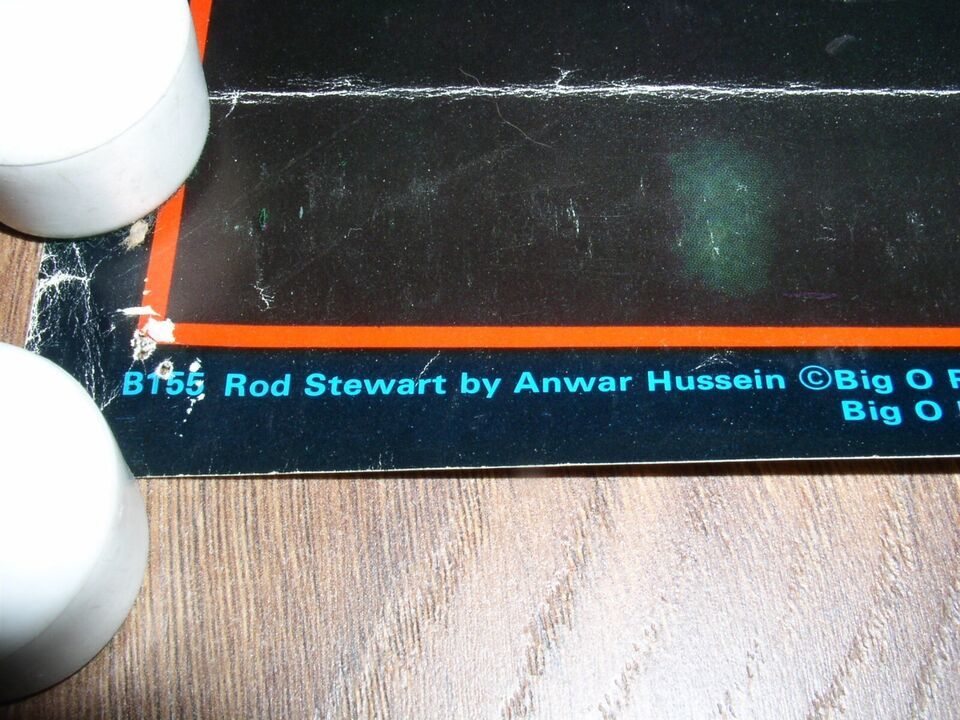 B155 Rod Stewart by Anwar Hussein ©Big O
Big O